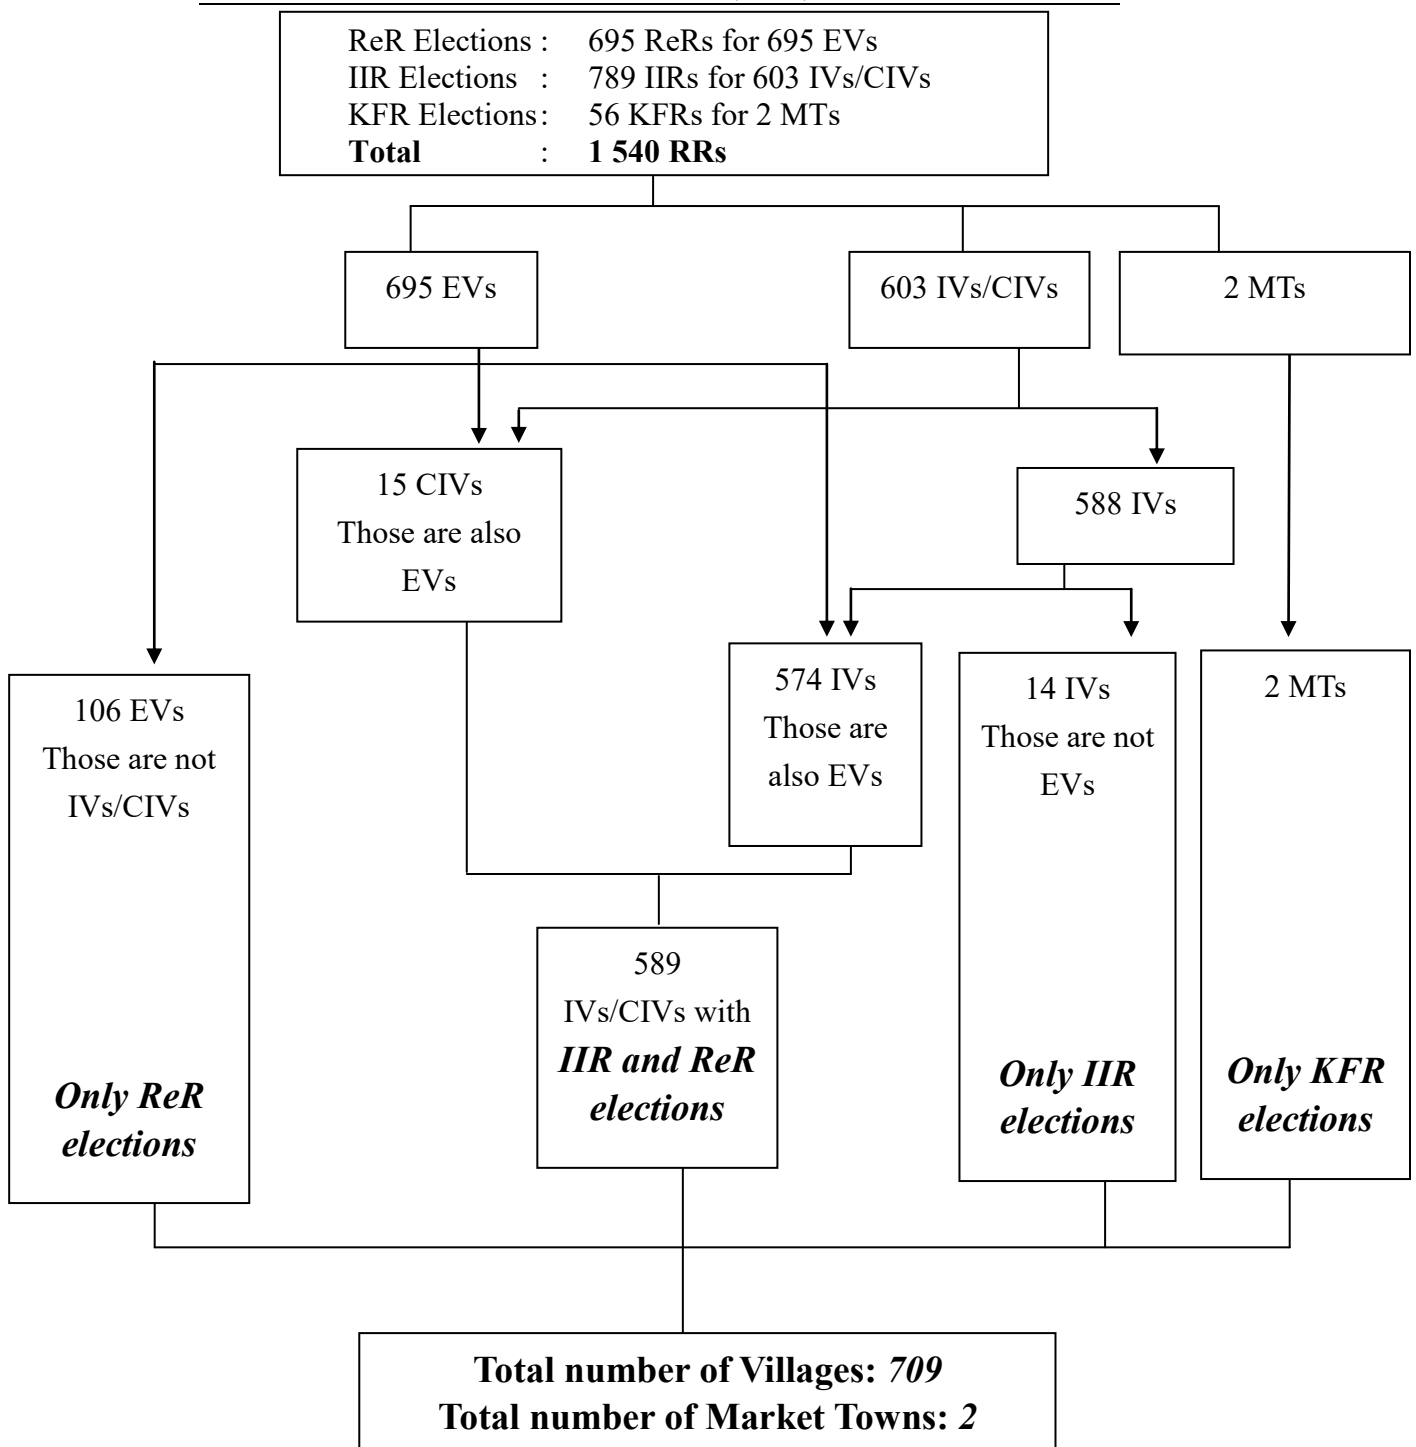 ReR Elections : 695 ReRs for 695 EVs
IIR Elections : 789 IIRs for 603 IVs/CIVs
KFR Elections : 56 KFRs for 2 MTs
Total : 1 540 RRs
695 EVs
603 IVs/CIVs
2 MTs
15 CIVs
Those are also
EVs
588 IVs
106 EVs
Those are not
IVs/CIVs
Only ReR
elections
574 IVs
Those are
also EVs
14 IVs
Those are not
EVs
Only IIR
elections
2 MTs
Only KFR
elections
589
IVs/CIVs with
IIR and ReR
elections
Total number of Villages: 709
Total number of Market Towns: 2